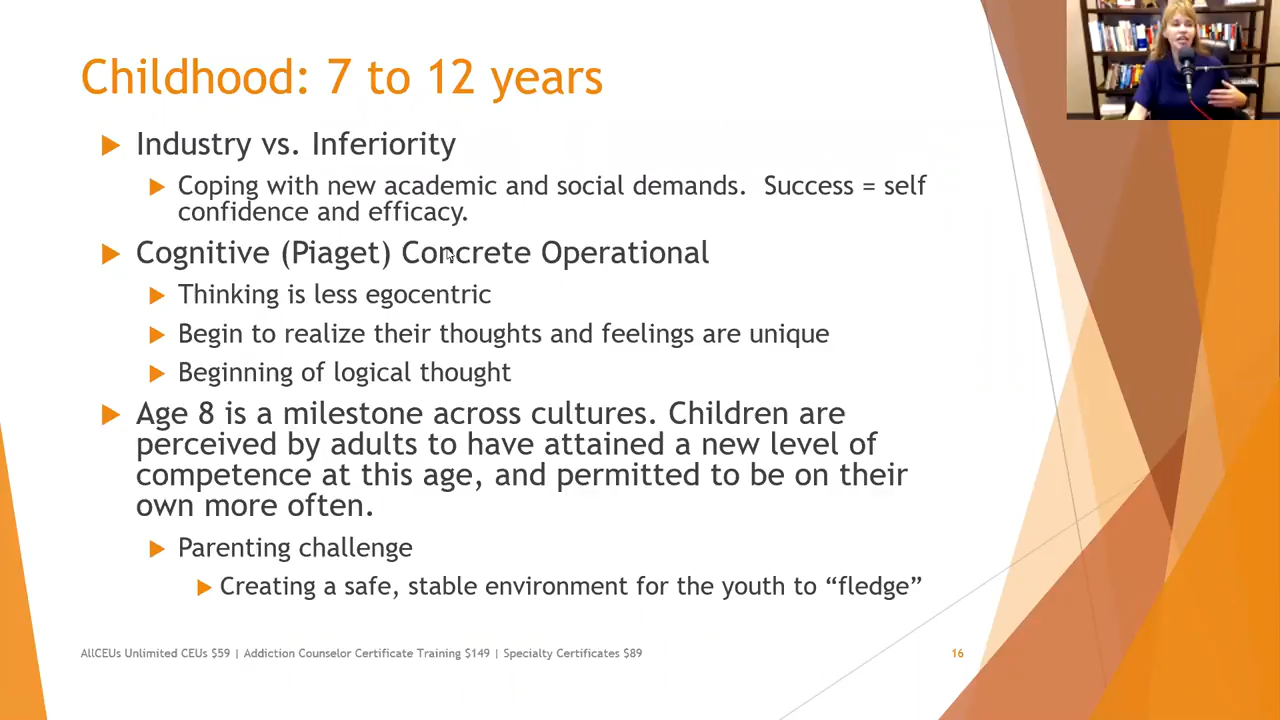 Childhood: 7 to 12 years
Industry vs. Inferiority
Coping with new academic and social demands.  Success = self
confidence and efficacy.
Cognitive (Piaget) Concrete Operational
Thinking is less egocentric
Begin to realize their thoughts and feelings are unique
Beginning of logical thought
Age 8 is a milestone across cultures. Children are
perceived by adults to have attained a new level of
competence at this age, and permitted to be on their
own more often.
Parenting challenge
Creating a safe, stable environment for the youth to “fledge”
AllCEUs Unlimited CEUs $59 | Addiction Counselor Certificate Training $149 | Specialty Certificates $89
16